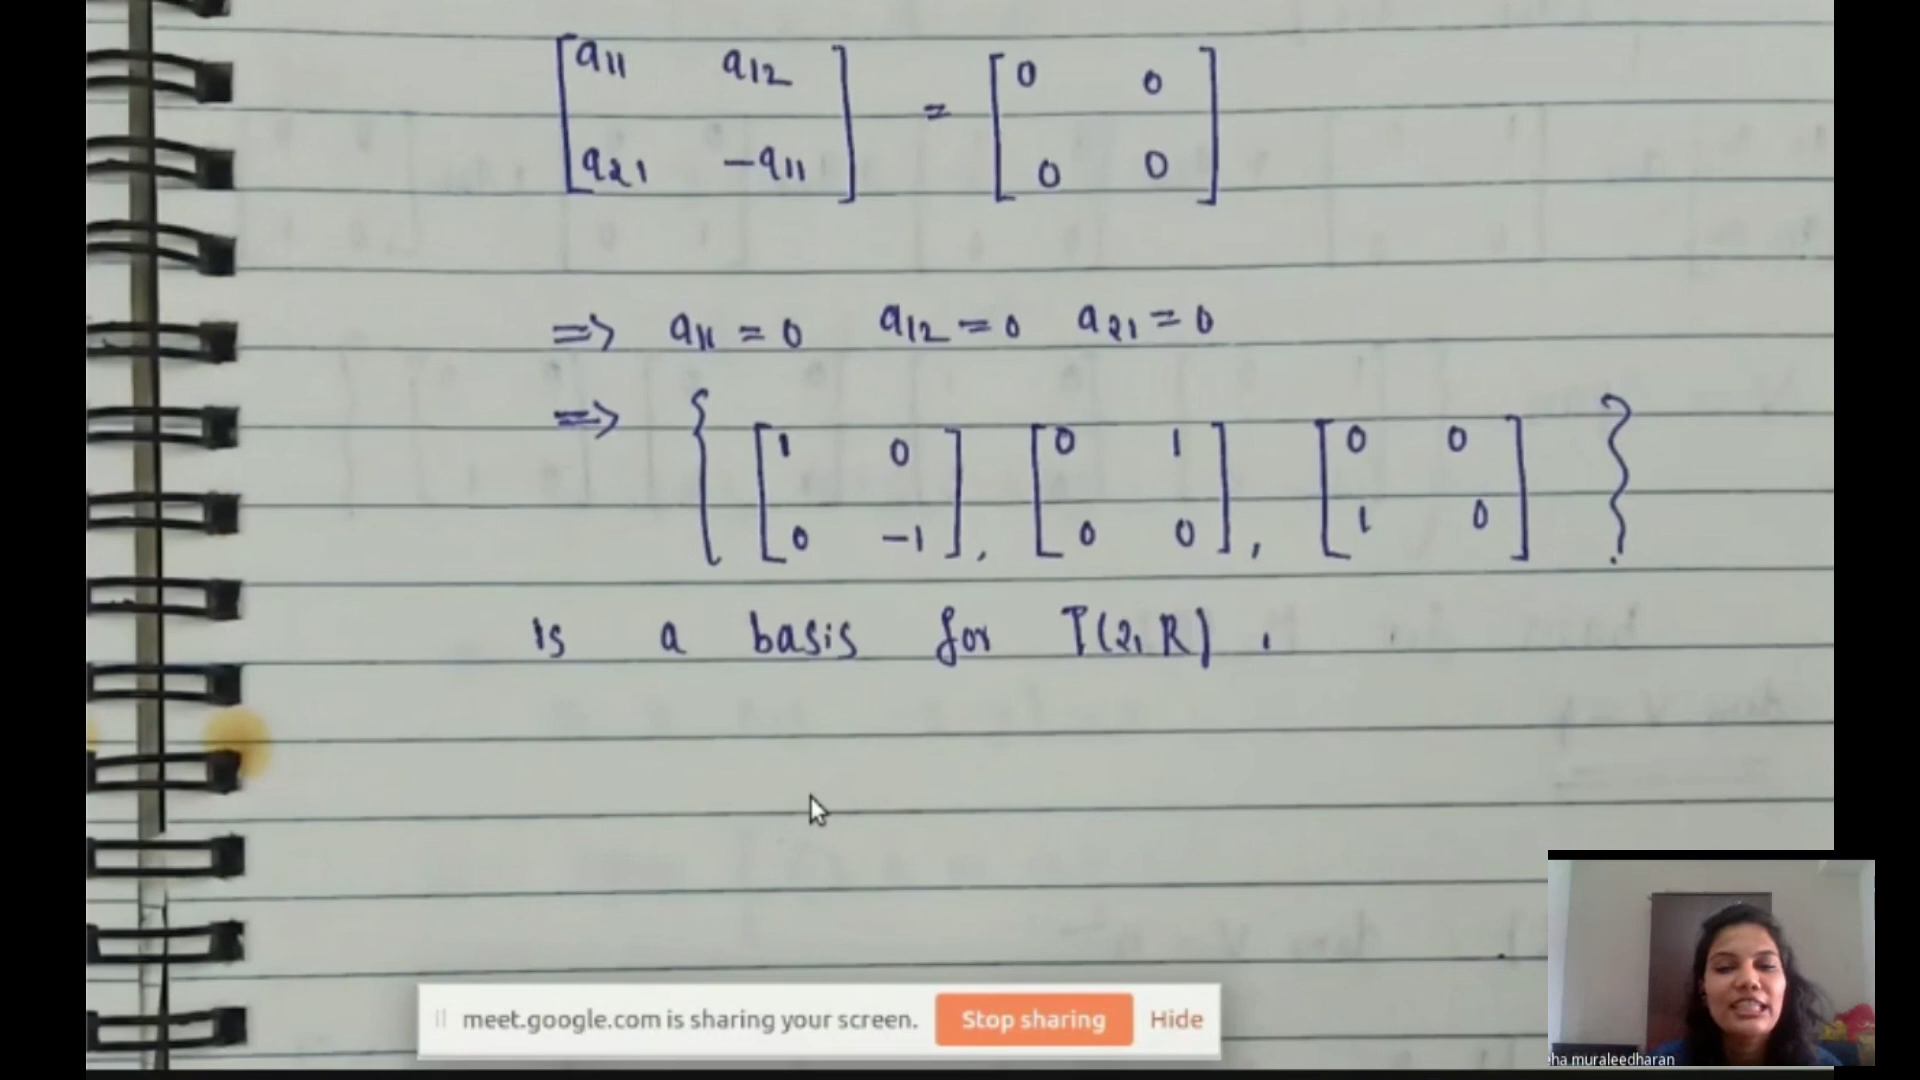 [a11 a12
a21 -a11] = [0 0
0 0]
=> a11 = 0 a12 = 0 a21 = 0
=> { [1 0
0 -1], [0 1
0 0], [0 0
1 0] }
is a basis for T(2, R).
meet.google.com is sharing your screen. Stop sharing Hide
eha muraleedharan